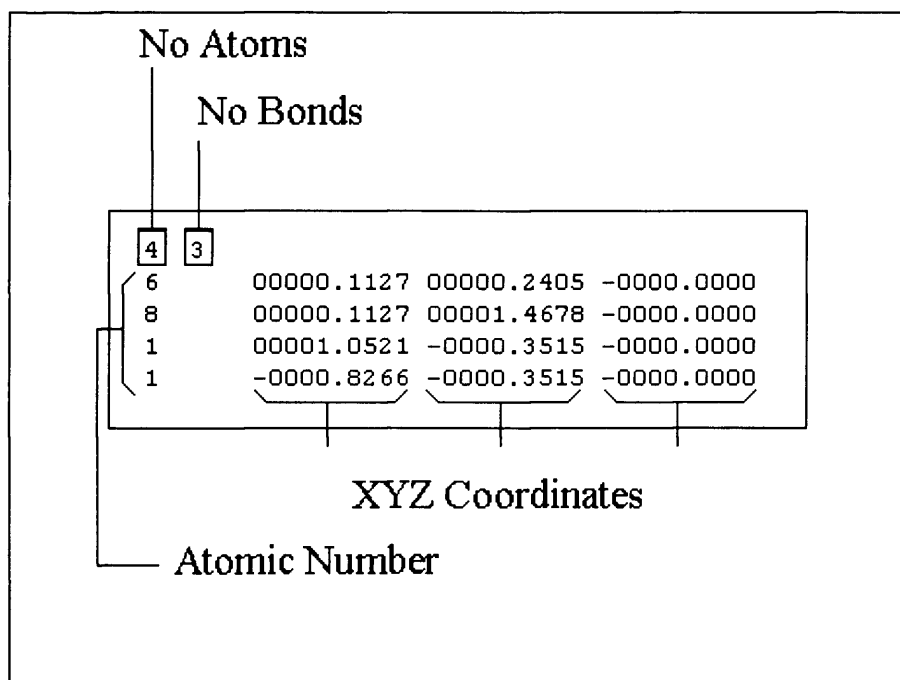 No Atoms
No Bonds
4 3
6 00000.1127 00000.2405 -0000.0000
8 00000.1127 00001.4678 -0000.0000
1 00001.0521 -0000.3515 -0000.0000
1 -0000.8266 -0000.3515 -0000.0000
XYZ Coordinates
Atomic Number